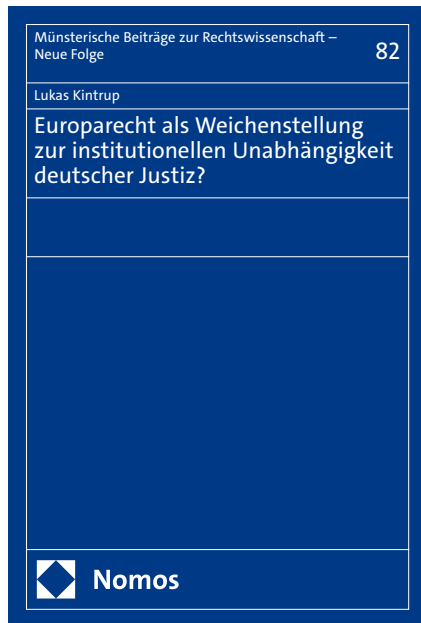 Münsterische Beiträge zur Rechtswissenschaft –
Neue Folge
82
Lukas Kintrup
Europarecht als Weichenstellung
zur institutionellen Unabhängigkeit
deutscher Justiz?
Nomos